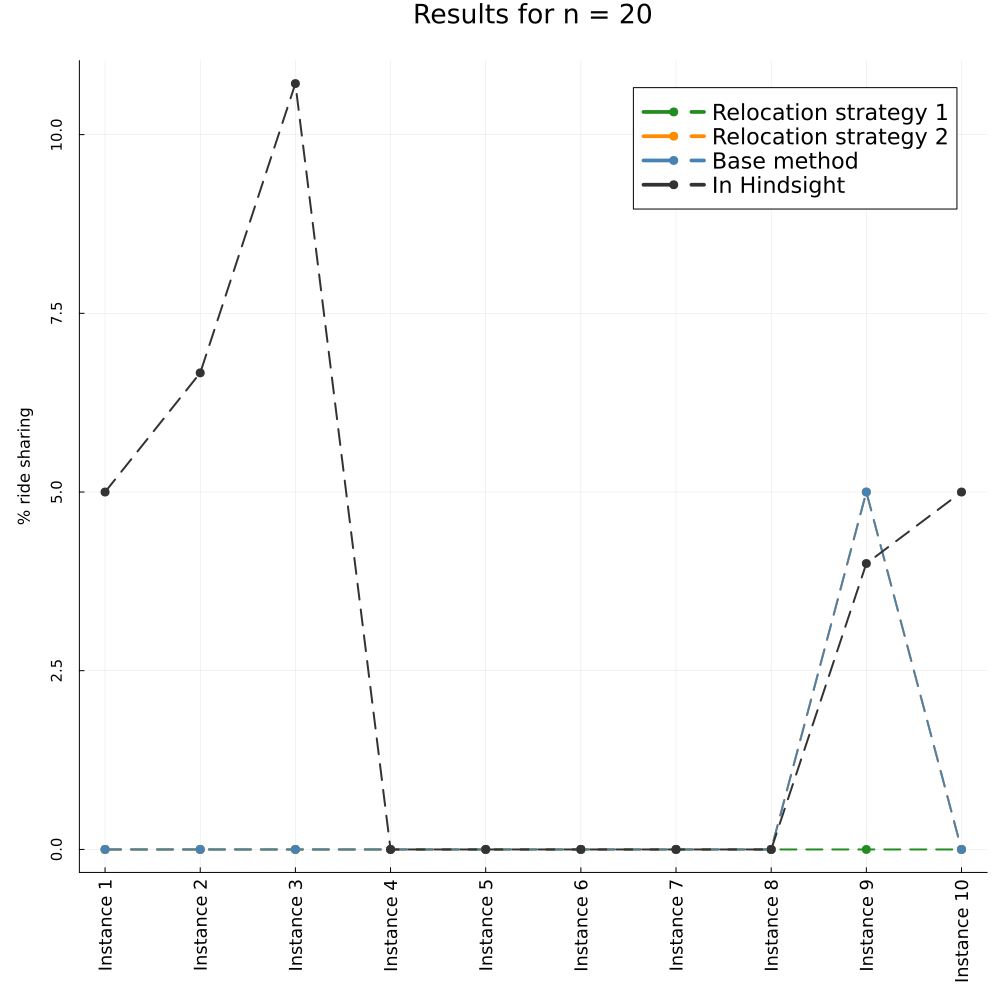 Results for n = 20
Relocation strategy 1
Relocation strategy 2
Base method
In Hindsight
% ride sharing
10.0
7.5
5.0
2.5
0.0
Instance 1
Instance 2
Instance 3
Instance 4
Instance 5
Instance 6
Instance 7
Instance 8
Instance 9
Instance 10